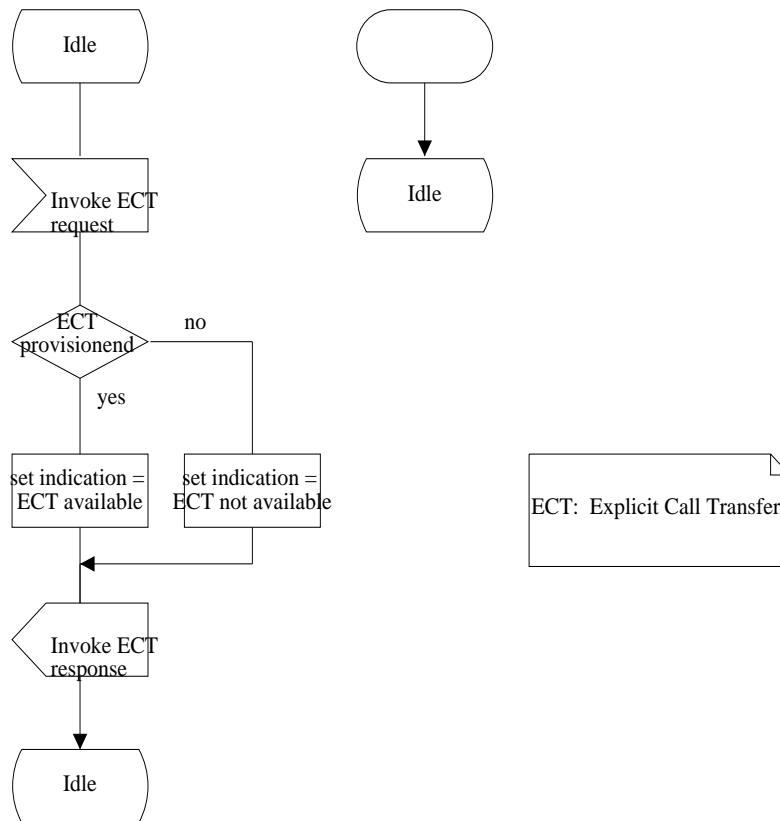 Idle
Invoke ECT
request
ECT
provisionend
no
yes
set indication =
ECT available
set indication =
ECT not available
Invoke ECT
response
Idle
Idle
ECT: Explicit Call Transfer